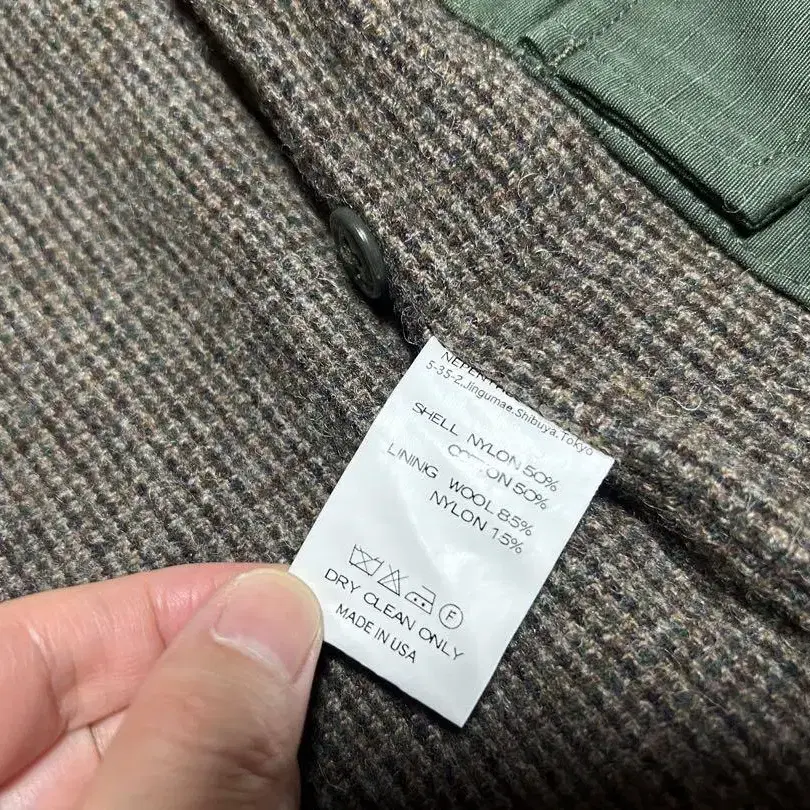 5-35-2.Jingumae.Shibuya.Tokyo
SHELL NYLON 50%
COTTON 50%
LINING WOOL 85%
NYLON 15%
F
DRY CLEAN ONLY
MADE IN USA